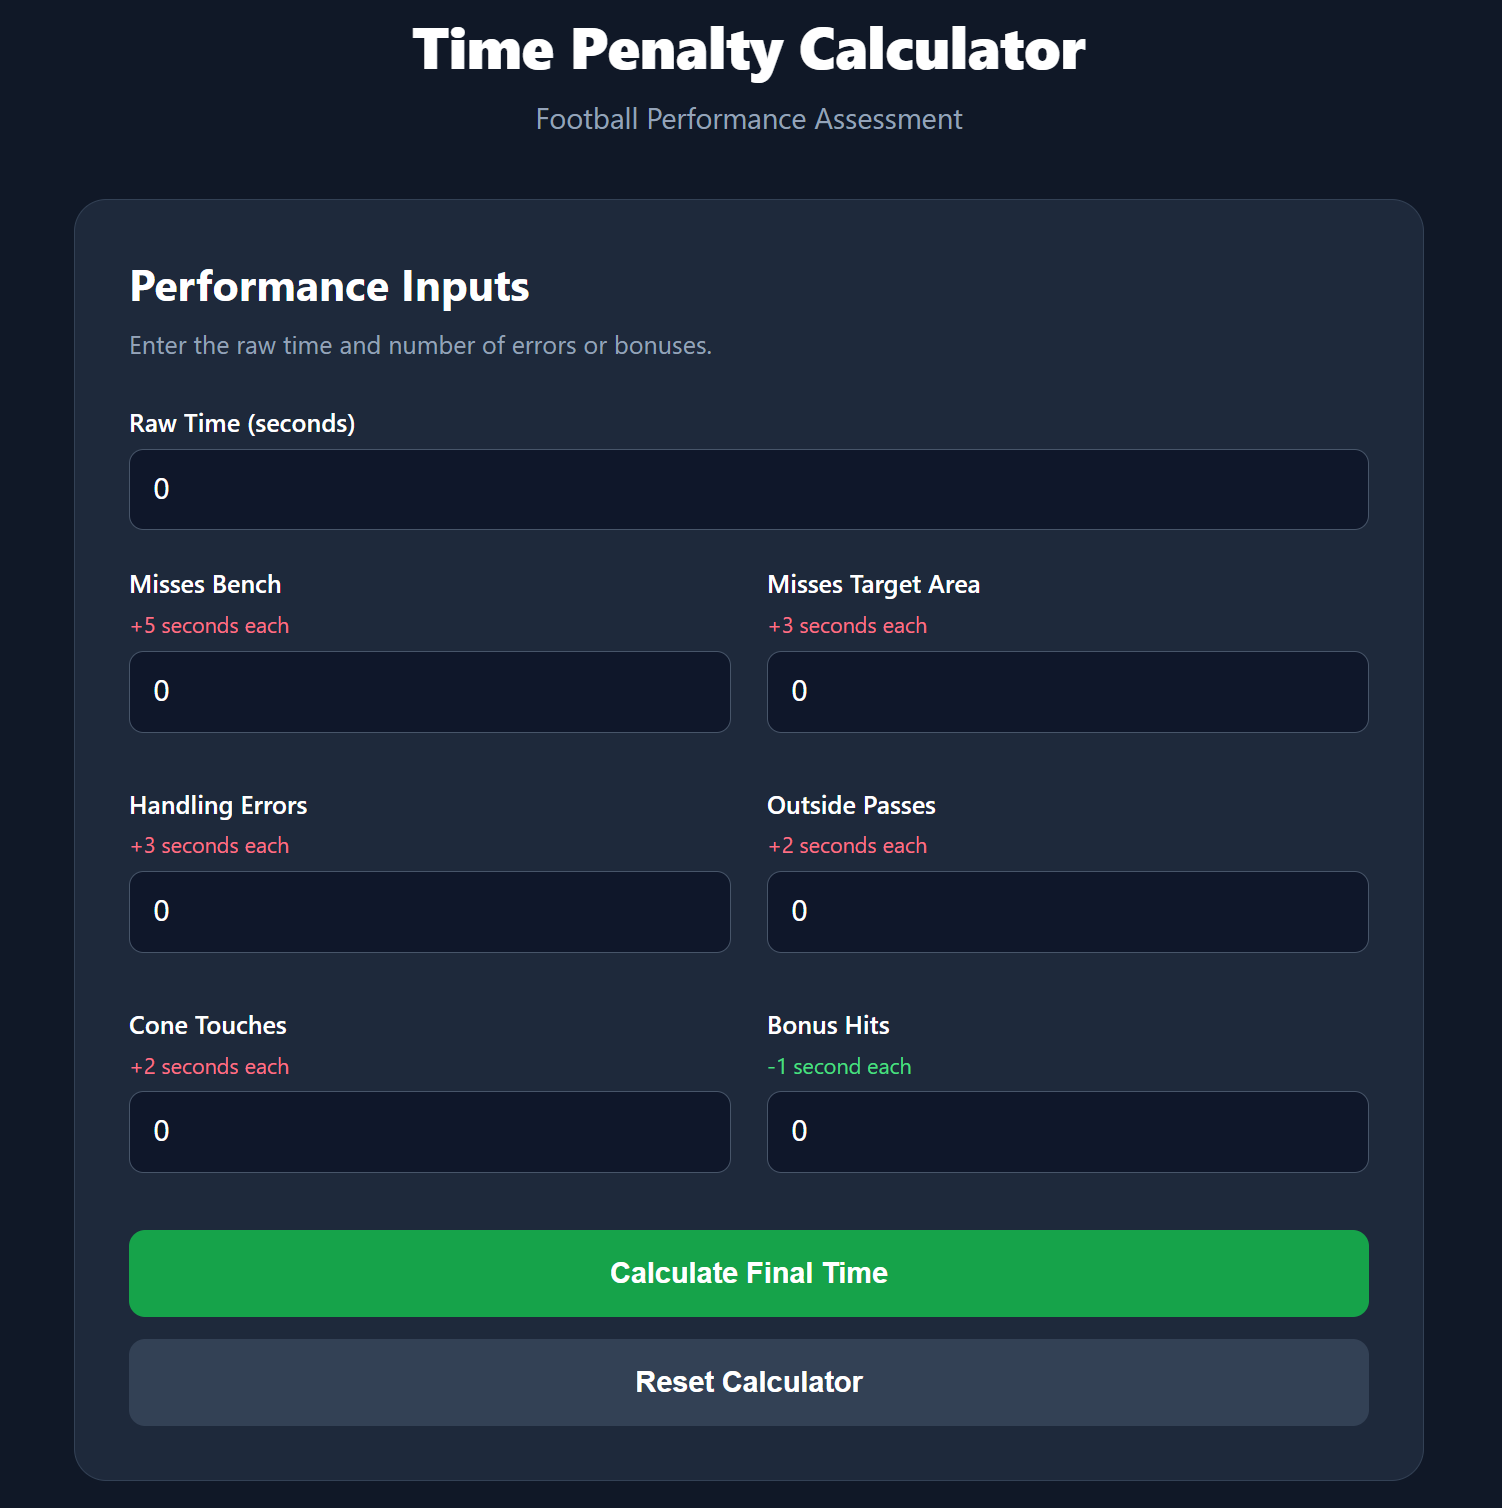 Time Penalty Calculator
Football Performance Assessment
Performance Inputs
Enter the raw time and number of errors or bonuses.
Raw Time (seconds)
0
Misses Bench
+5 seconds each
0
Misses Target Area
+3 seconds each
0
Handling Errors
+3 seconds each
0
Outside Passes
+2 seconds each
0
Cone Touches
+2 seconds each
0
Bonus Hits
-1 second each
0
Calculate Final Time
Reset Calculator